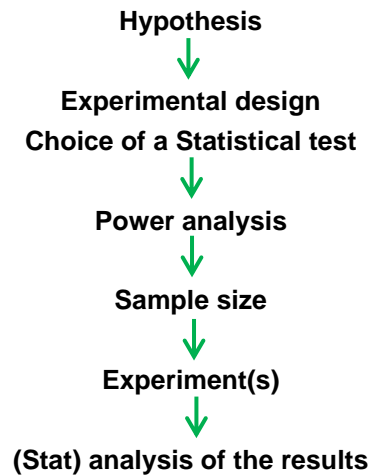 Hypothesis
Experimental design
Choice of a Statistical test
Power analysis
Sample size
Experiment(s)
(Stat) analysis of the results